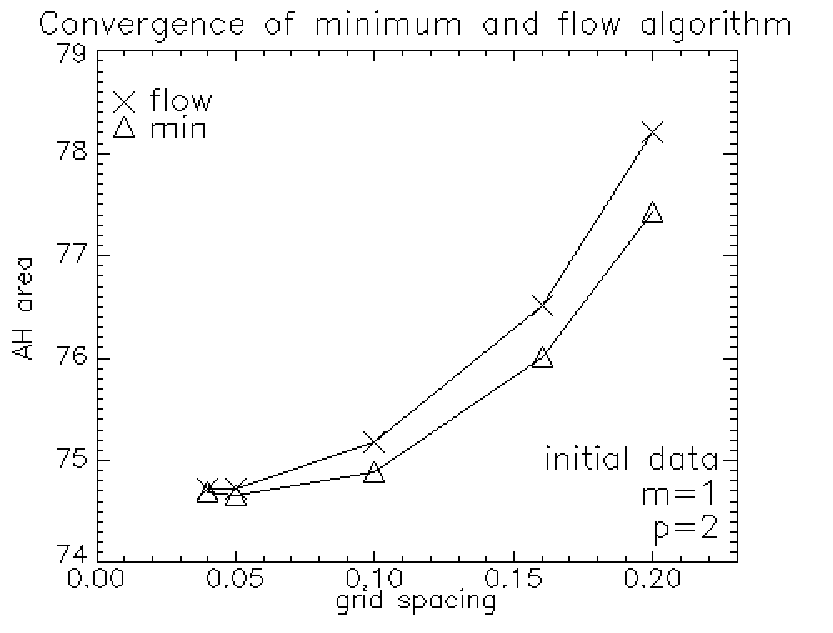 Convergence of minimum and flow algorithm
79
78
77
76
75
74
AH area
flow
min
initial data
m=1
p=2
0.00 0.05 0.10 0.15 0.20
grid spacing